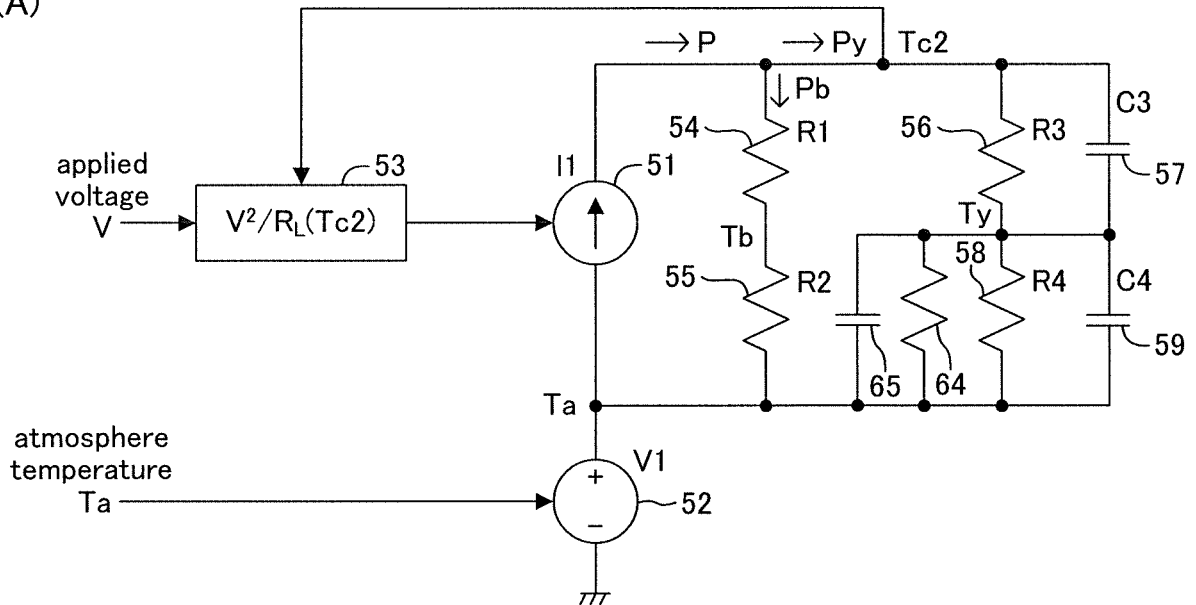 (A)
P
Py
Tc2
Pb
C3
54
R1
56
R3
57
applied
voltage
V
53
V²/R_L(Tc2)
I1
51
Tb
Ty
55
R2
58
R4
C4
59
65
64
Ta
atmosphere
temperature
Ta
V1
+
−
52